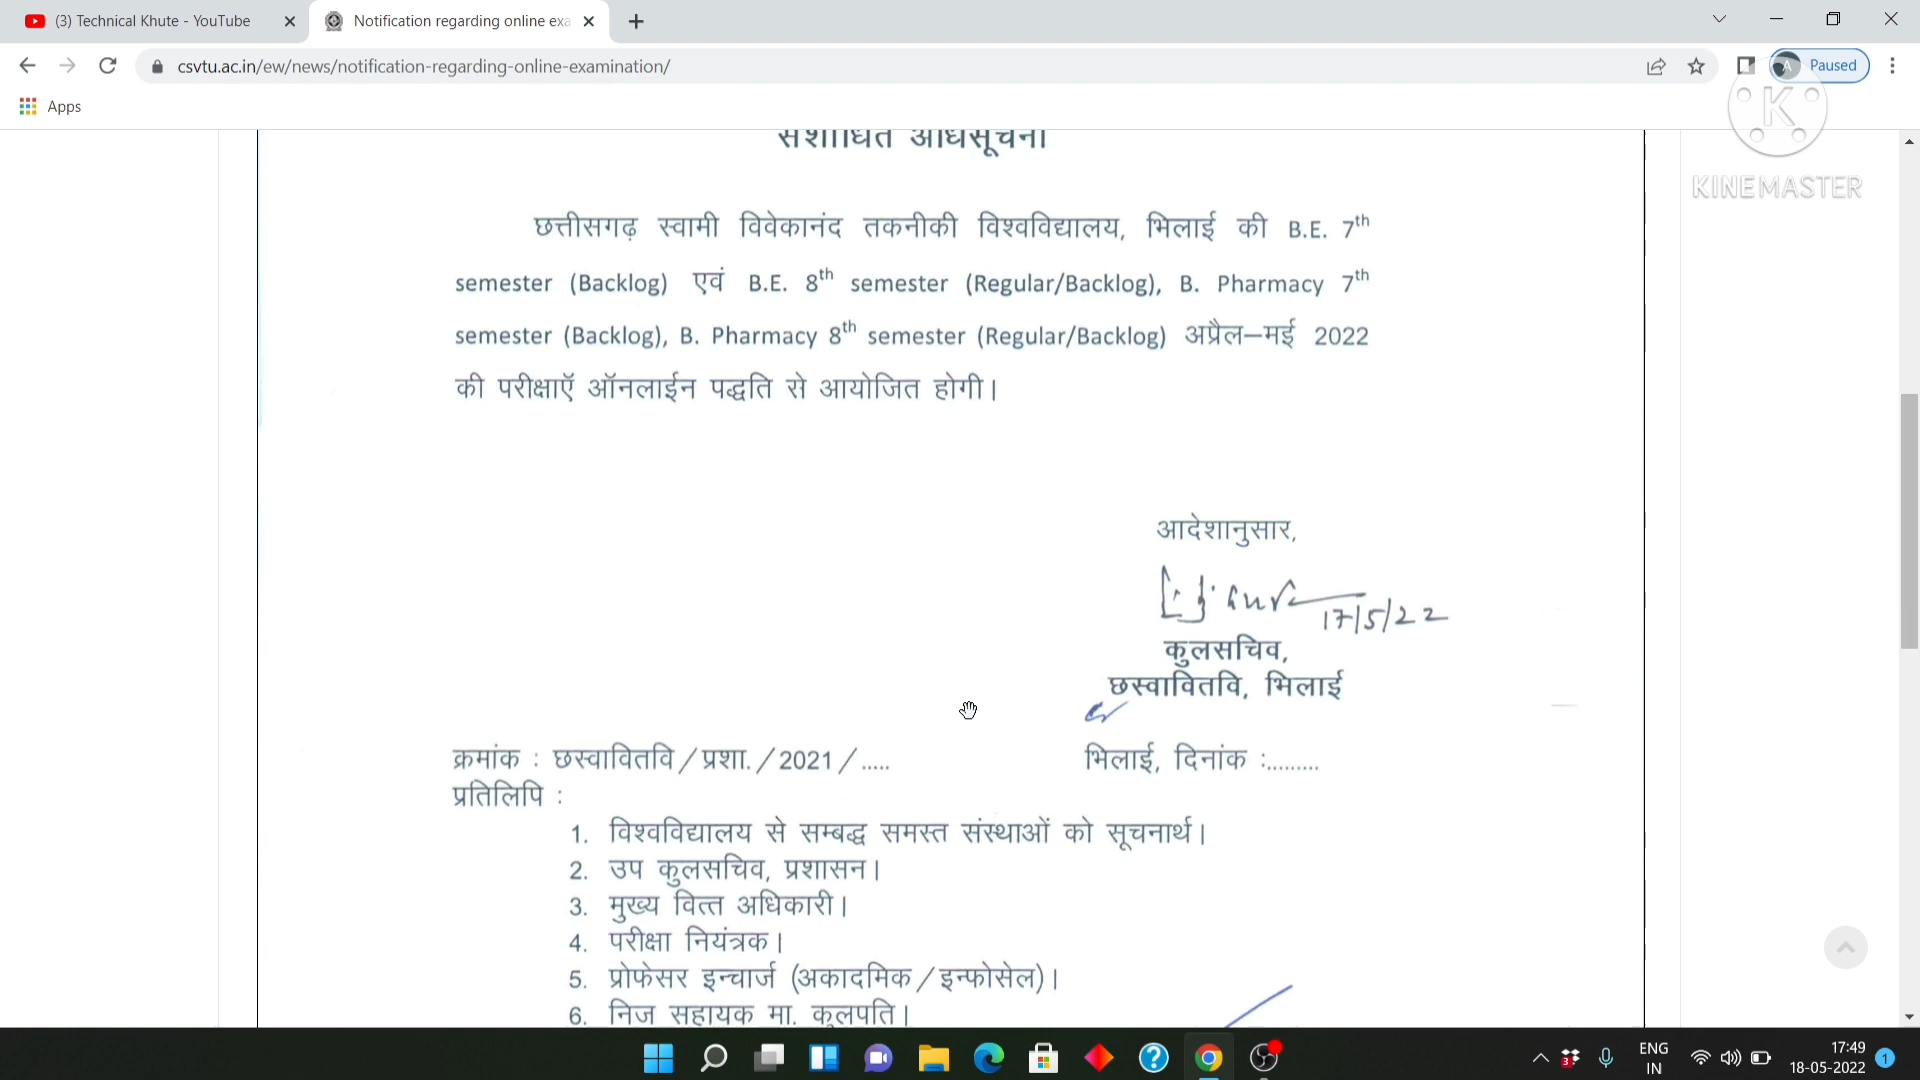 (3) Technical Khute - YouTube
Notification regarding online exa
csvtu.ac.in/ew/news/notification-regarding-online-examination/
A Paused
Apps
K
KINEMASTER
संशोधित अधिसूचना
छत्तीसगढ़ स्वामी विवेकानंद तकनीकी विश्वविद्यालय, भिलाई की B.E. 7th
semester (Backlog) एवं B.E. 8th semester (Regular/Backlog), B. Pharmacy 7th
semester (Backlog), B. Pharmacy 8th semester (Regular/Backlog) अप्रैल–मई 2022
की परीक्षाऍ ऑनलाईन पद्धति से आयोजित होगी।
आदेशानुसार,
17/5/22
कुलसचिव,
छस्वावितवि, भिलाई
क्रमांक : छस्वावितवि/प्रशा./2021/..... भिलाई, दिनांक :.........
प्रतिलिपि :
1. विश्वविद्यालय से सम्बद्ध समस्त संस्थाओं को सूचनार्थ।
2. उप कुलसचिव, प्रशासन।
3. मुख्य वित्त अधिकारी।
4. परीक्षा नियंत्रक।
5. प्रोफेसर इन्चार्ज (अकादमिक/इन्फोसेल)।
6. निज सहायक मा. कुलपति।
3
ENG
IN
17:49
18-05-2022
1